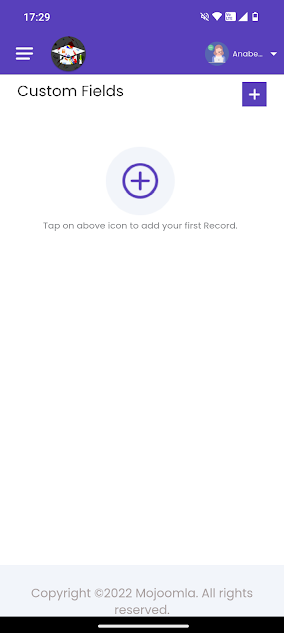 17:29
Anabe...
Custom Fields
Tap on above icon to add your first Record.
Copyright ©2022 Mojoomla. All rights
reserved.